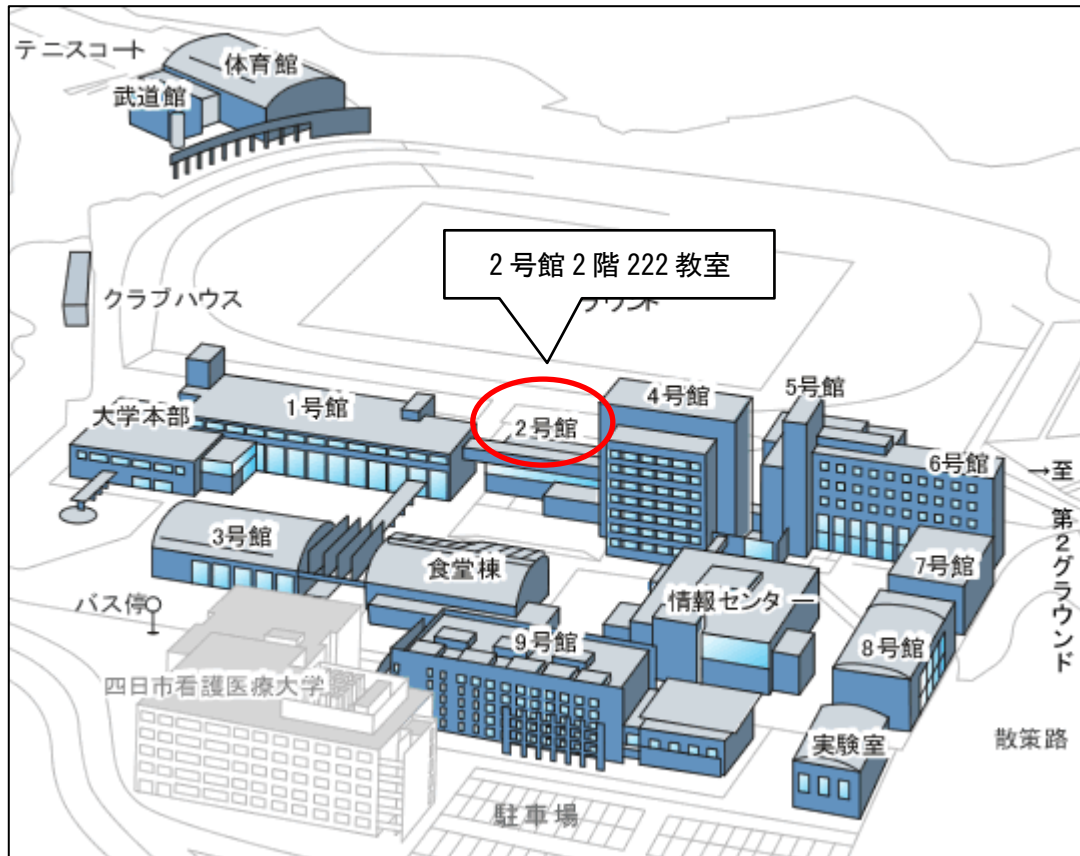 テニスコート
体育館
武道館
2号館2階222教室
ラウンド
クラブハウス
5号館
4号館
1号館
大学本部
2号館
6号館
→至
第2グラウンド
3号館
食堂棟
7号館
バス停
情報センター
9号館
8号館
四日市看護医療大学
実験室
散策路
駐車場